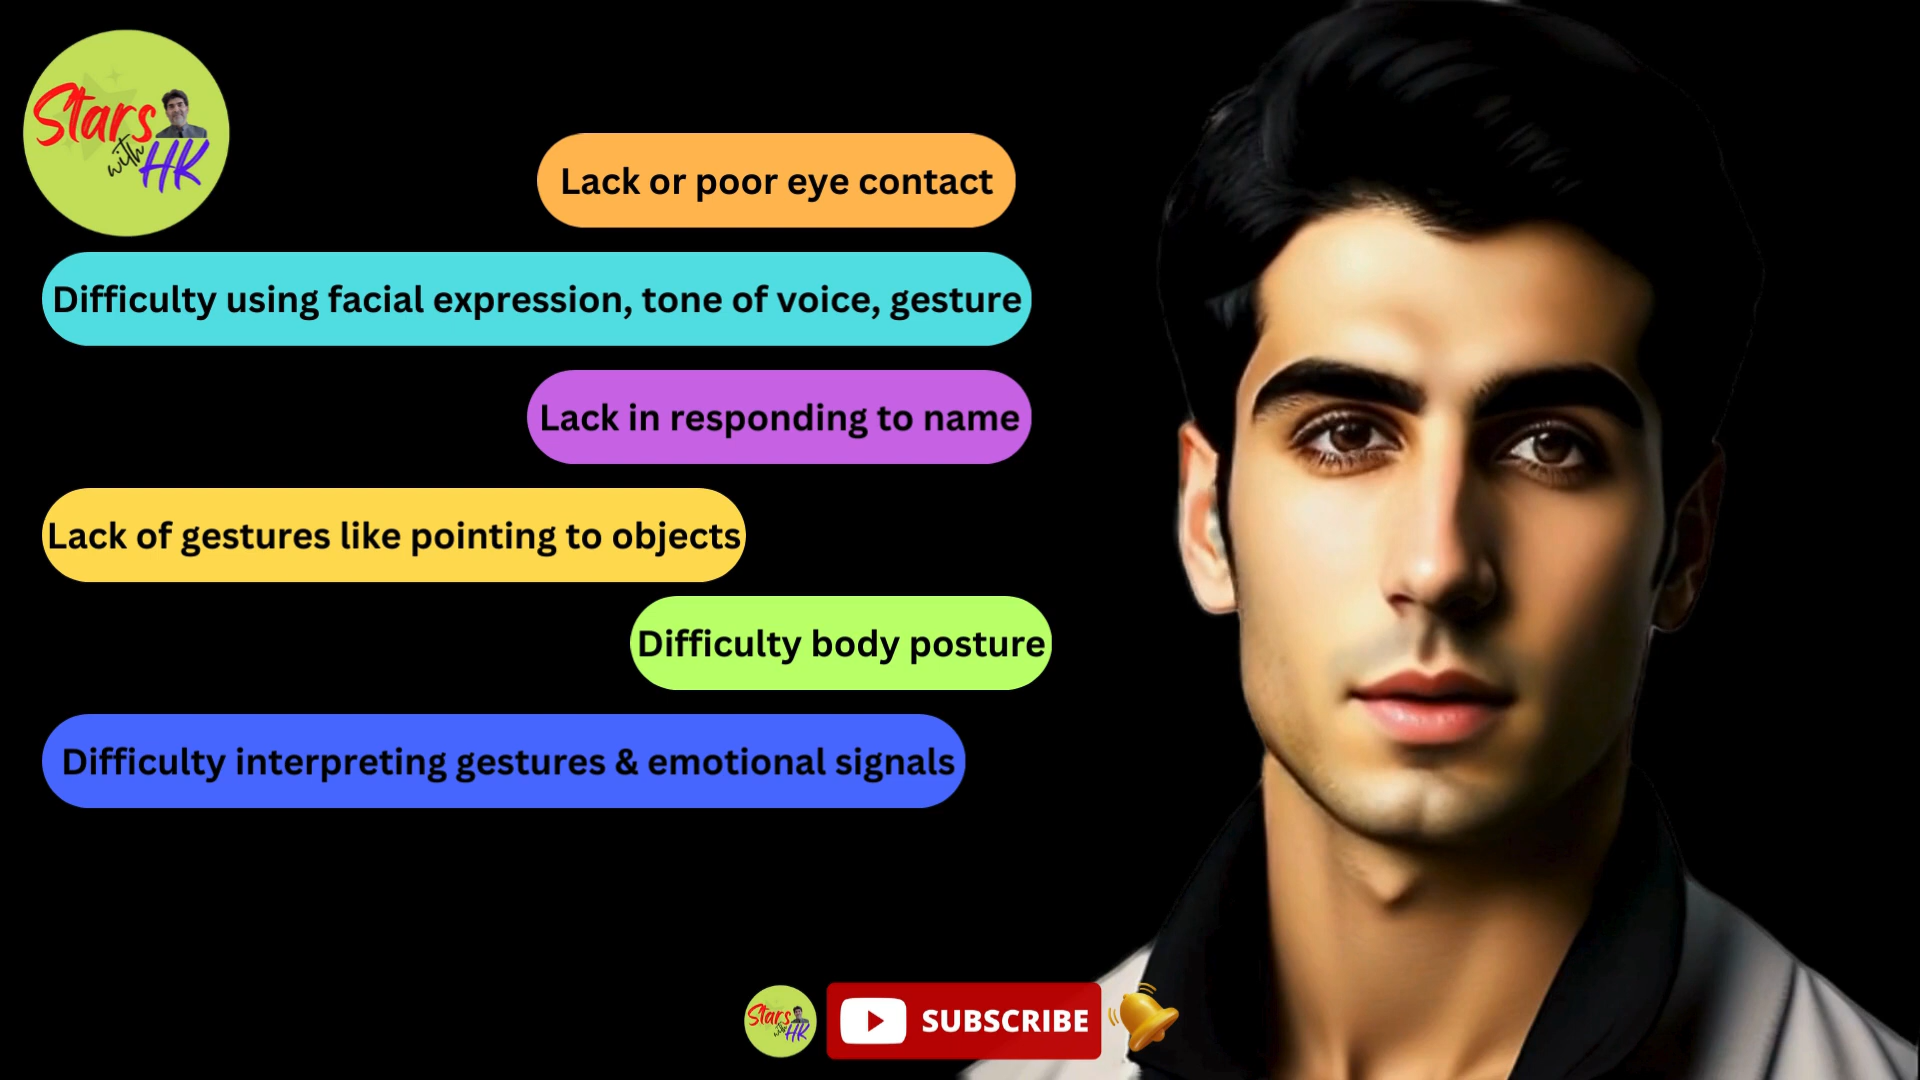 Stars
with
HK
Lack or poor eye contact
Difficulty using facial expression, tone of voice, gesture
Lack in responding to name
Lack of gestures like pointing to objects
Difficulty body posture
Difficulty interpreting gestures & emotional signals
Stars
with
HK
SUBSCRIBE